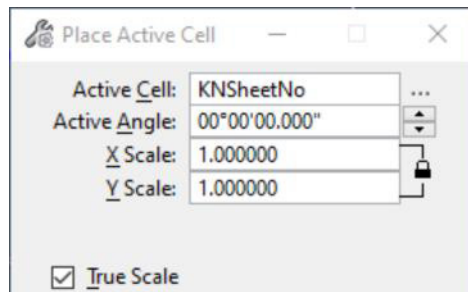 Place Active Cell
Active Cell: KNSheetNo ...
Active Angle: 00°00'00.000"
X Scale: 1.000000
Y Scale: 1.000000
True Scale